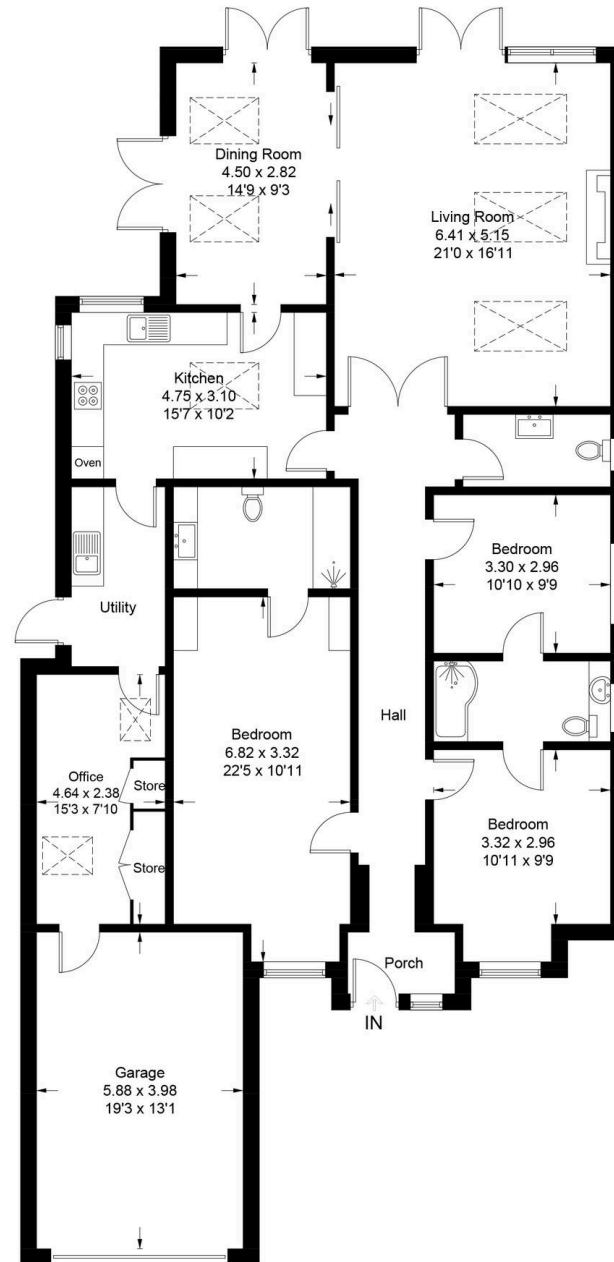 Dining Room
4.50 x 2.82
14'9 x 9'3
Living Room
6.41 x 5.15
21'0 x 16'11
Kitchen
4.75 x 3.10
15'7 x 10'2
Oven
Utility
Bedroom
3.30 x 2.96
10'10 x 9'9
Hall
Bedroom
6.82 x 3.32
22'5 x 10'11
Office
4.64 x 2.38
15'3 x 7'10
Store
Store
Bedroom
3.32 x 2.96
10'11 x 9'9
Porch
IN
Garage
5.88 x 3.98
19'3 x 13'1